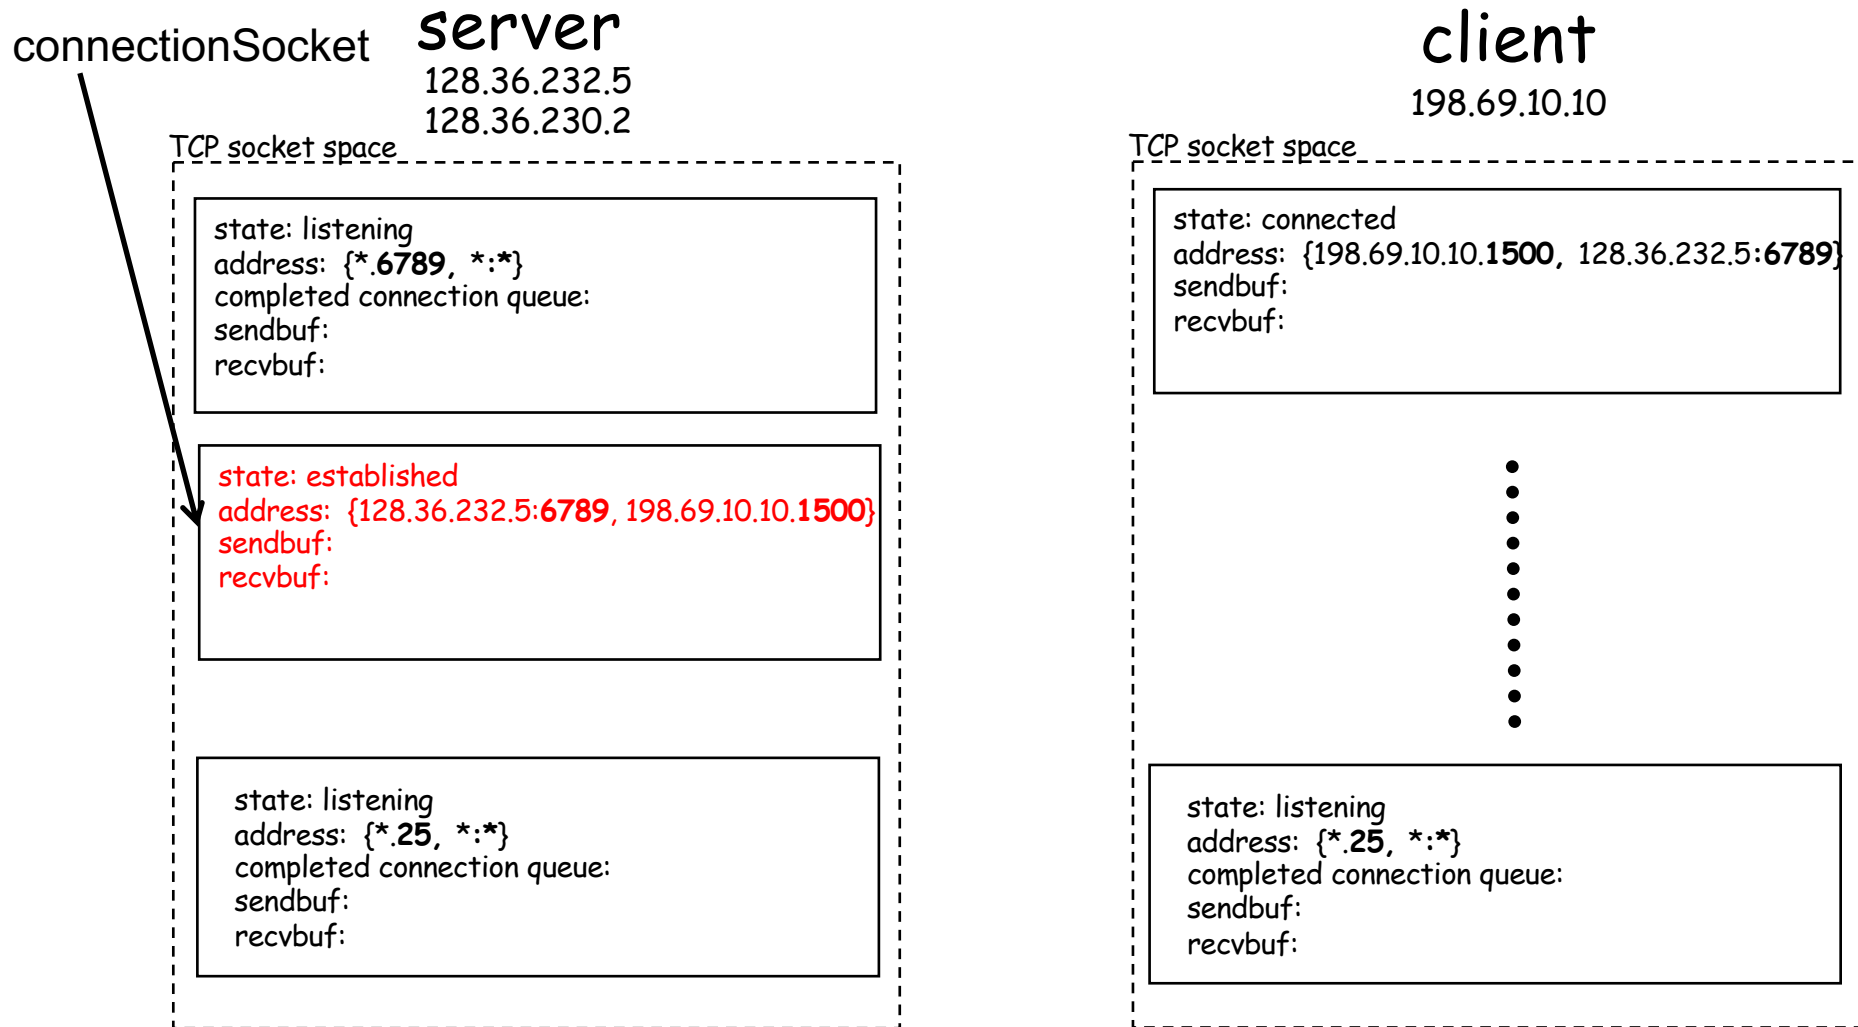 connectionSocket
server
128.36.232.5
128.36.230.2
TCP socket space
state: listening
address: {*.6789, *:*}
completed connection queue:
sendbuf:
recvbuf:
state: established
address: {128.36.232.5:6789, 198.69.10.10.1500}
sendbuf:
recvbuf:
state: listening
address: {*.25, *:*}
completed connection queue:
sendbuf:
recvbuf:
client
198.69.10.10
TCP socket space
state: connected
address: {198.69.10.10.1500, 128.36.232.5:6789}
sendbuf:
recvbuf:
state: listening
address: {*.25, *:*}
completed connection queue:
sendbuf:
recvbuf: